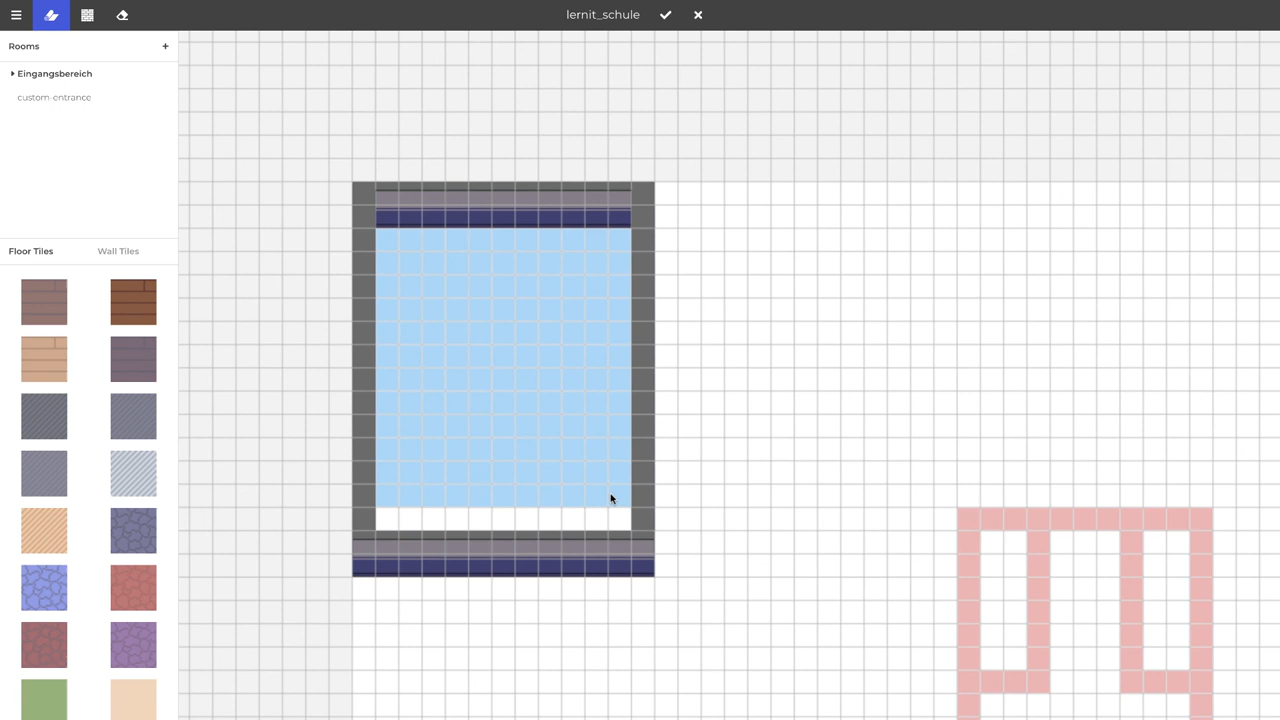 lernit_schule
Rooms
+
Eingangsbereich
custom-entrance
Floor Tiles
Wall Tiles